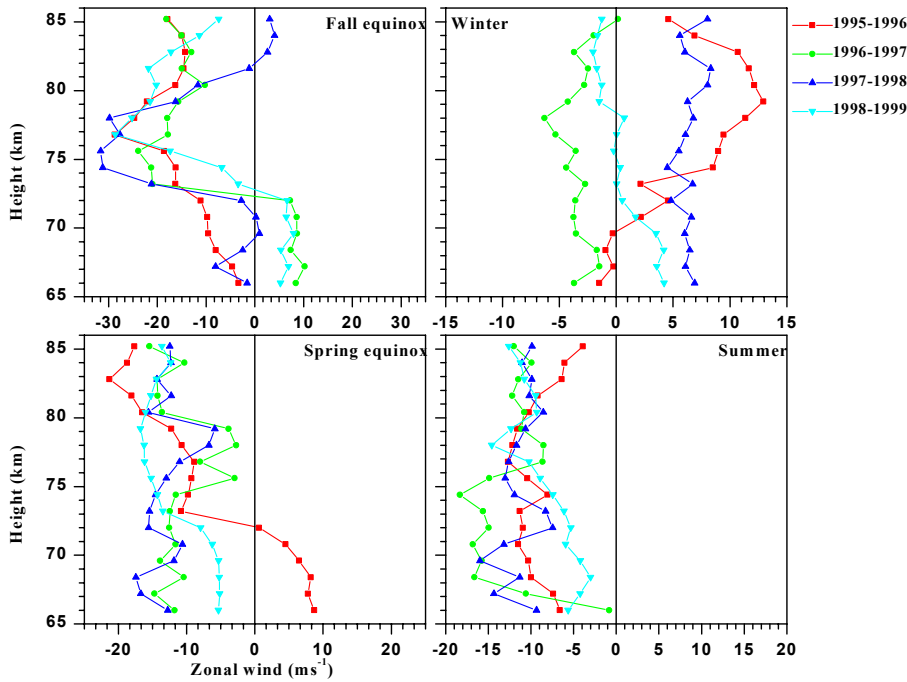 85
80
75
70
65
Height (km)
Fall equinox
-30 -20 -10 0 10 20 30
Winter
-15 -10 -5 0 5 10 15
1995-1996
1996-1997
1997-1998
1998-1999
85
80
75
70
65
Height (km)
Spring equinox
-20 -10 0 10 20
Zonal wind (ms⁻¹)
Summer
-20 -15 -10 -5 0 5 10 15 20